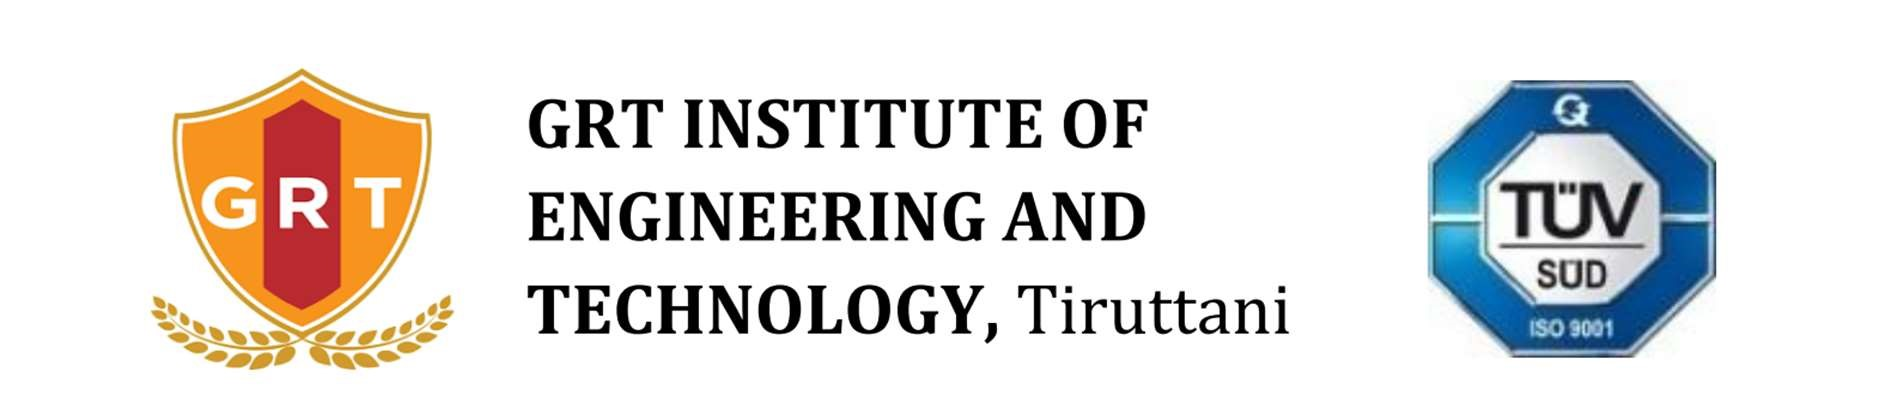 GRT
GRT INSTITUTE OF
ENGINEERING AND
TECHNOLOGY, Tiruttani
TÜV
SÜD
ISO 9001